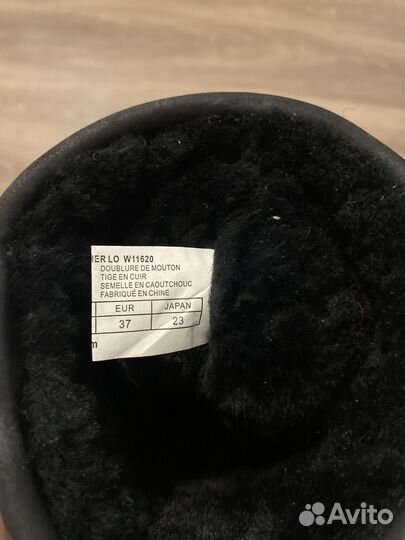 HER LO W11620
DOUBLURE DE MOUTON
TIGE EN CUIR
SEMELLE EN CAOUTCHOUC
FABRIQUÉ EN CHINE
EUR JAPAN
37 23
m
Avito